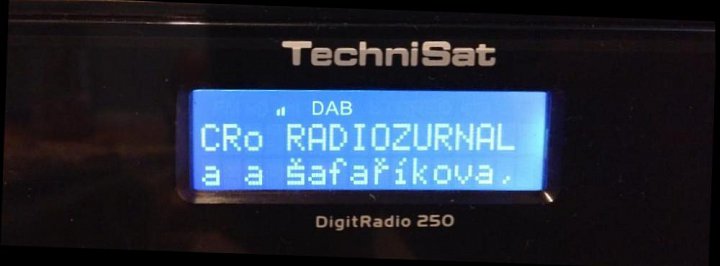 TechniSat
DAB
CRo RADIOZURNAL
a a šafaříkova,
DigitRadio 250